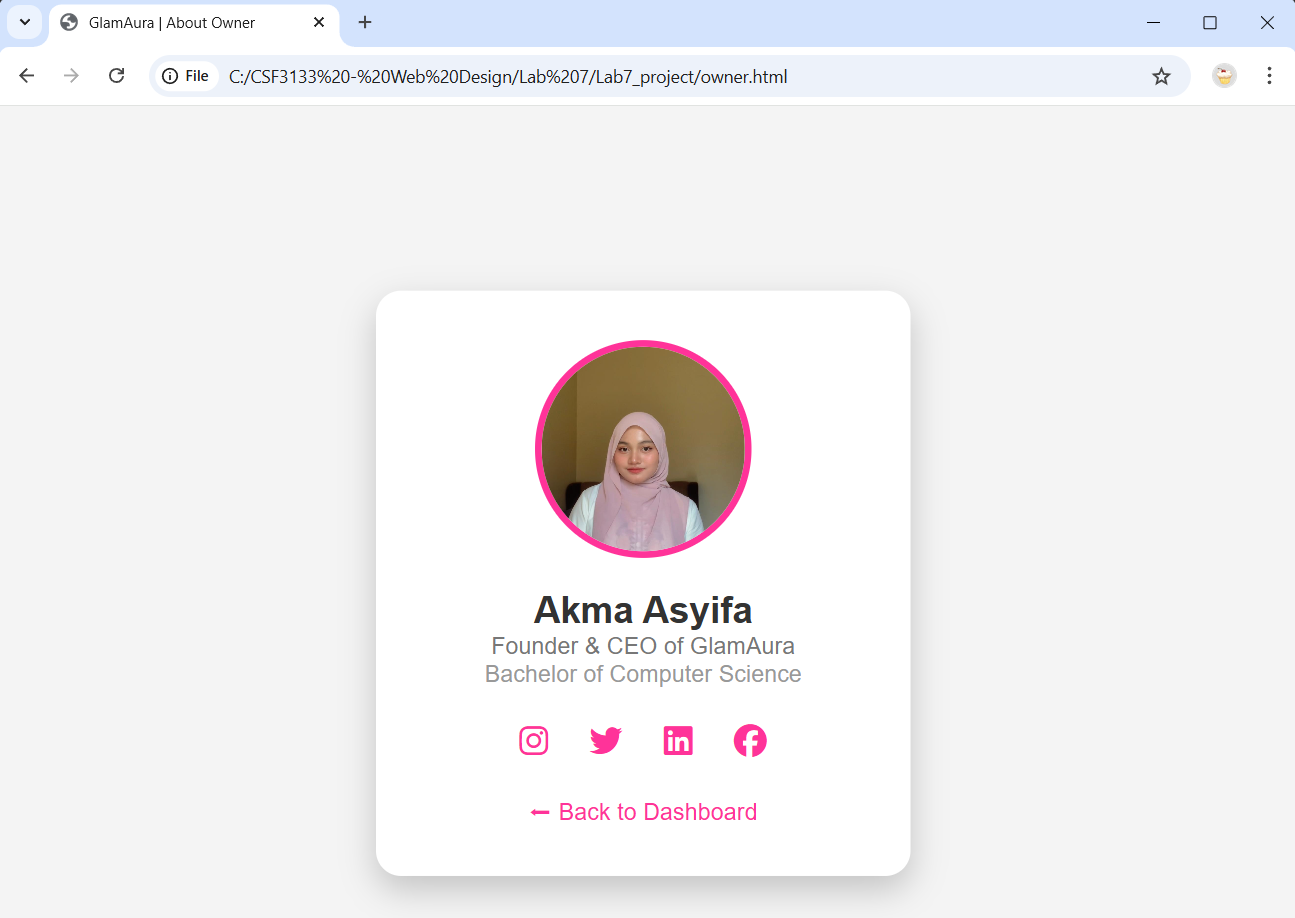 GlamAura | About Owner
File C:/CSF3133%20-%20Web%20Design/Lab%207/Lab7_project/owner.html
Akma Asyifa
Founder & CEO of GlamAura
Bachelor of Computer Science
in
← Back to Dashboard